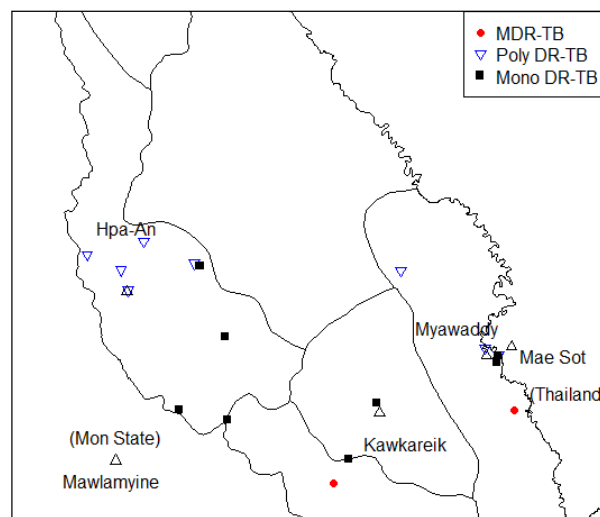 MDR-TB
Poly DR-TB
Mono DR-TB
Hpa-An
Myawaddy
Mae Sot
(Thailand
(Mon State)
Kawkareik
Mawlamyine